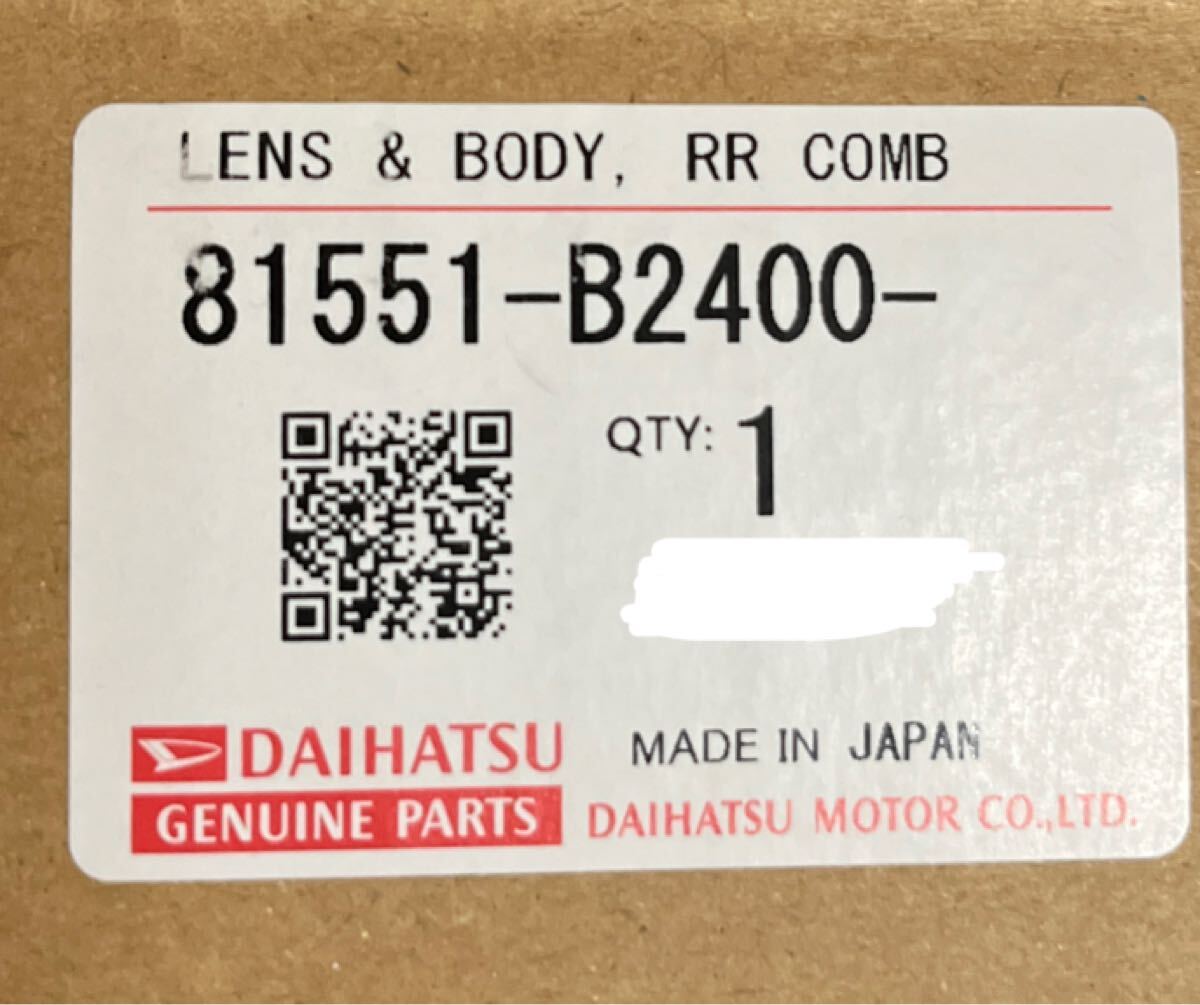 LENS & BODY, RR COMB
81551-B2400-
QTY: 1
DAIHATSU
MADE IN JAPAN
GENUINE PARTS
DAIHATSU MOTOR CO.,LTD.